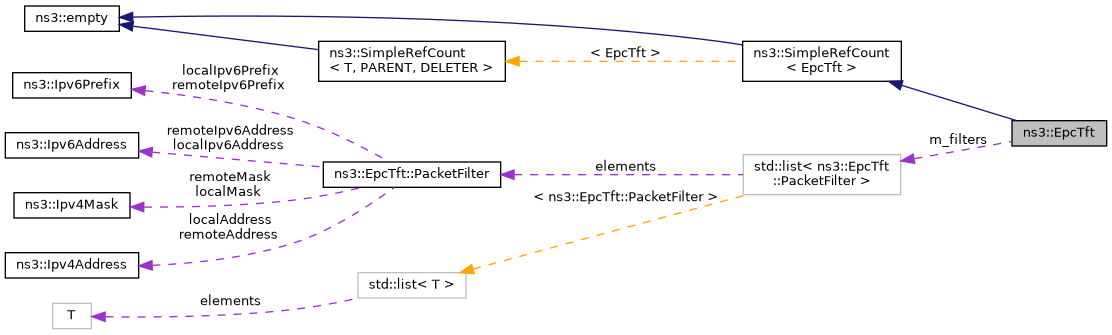 ns3::empty
ns3::SimpleRefCount
< T, PARENT, DELETER >
< EpcTft >
ns3::SimpleRefCount
< EpcTft >
ns3::EpcTft
ns3::Ipv6Prefix
localIpv6Prefix
remoteIpv6Prefix
ns3::Ipv6Address
remoteIpv6Address
localIpv6Address
ns3::Ipv4Mask
remoteMask
localMask
ns3::Ipv4Address
localAddress
remoteAddress
ns3::EpcTft::PacketFilter
elements
std::list< ns3::EpcTft
::PacketFilter >
m_filters
< ns3::EpcTft::PacketFilter >
std::list< T >
elements
T